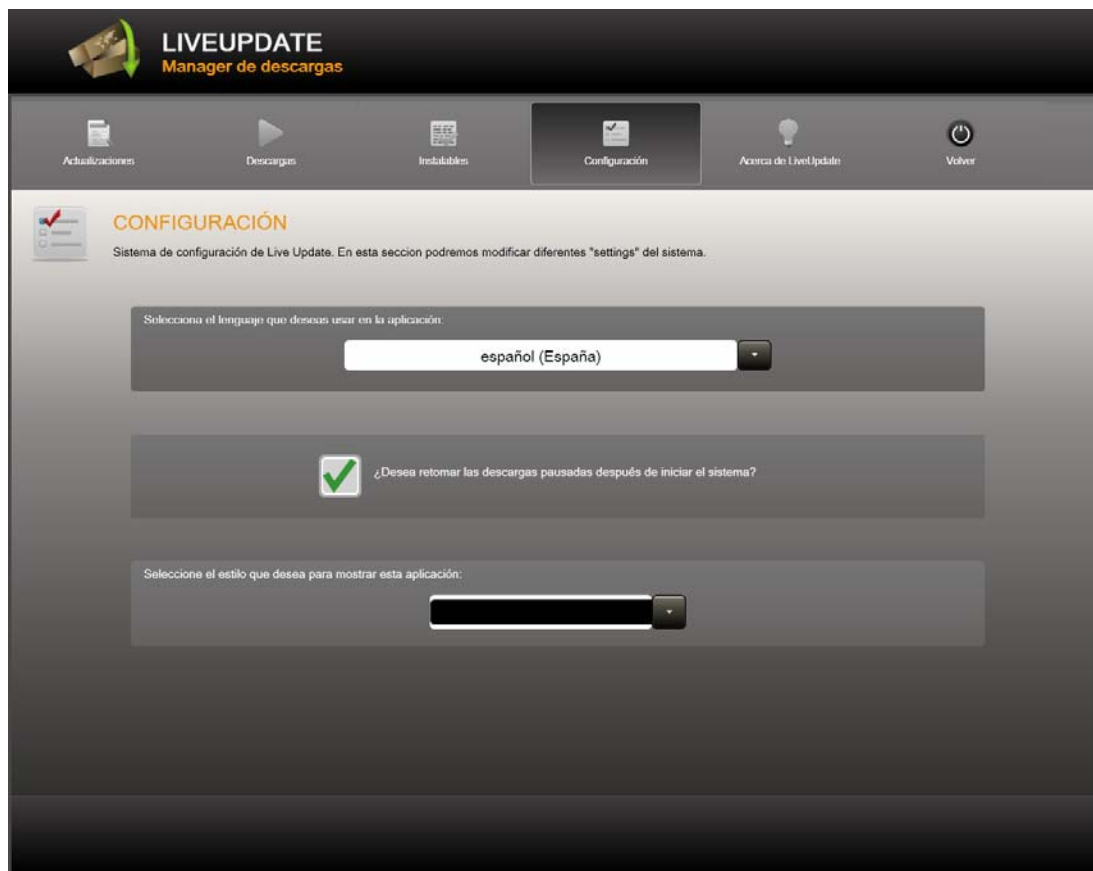 LIVEUPDATE
Manager de descargas
Actualizaciones
Descargas
Instalables
Configuración
Acerca de LiveUpdate
Volver
CONFIGURACIÓN
Sistema de configuración de Live Update. En esta seccion podremos modificar diferentes "settings" del sistema.
Selecciona el lenguaje que deseas usar en la aplicación:
español (España)
¿Desea retomar las descargas pausadas después de iniciar el sistema?
Seleccione el estilo que desea para mostrar esta aplicación: